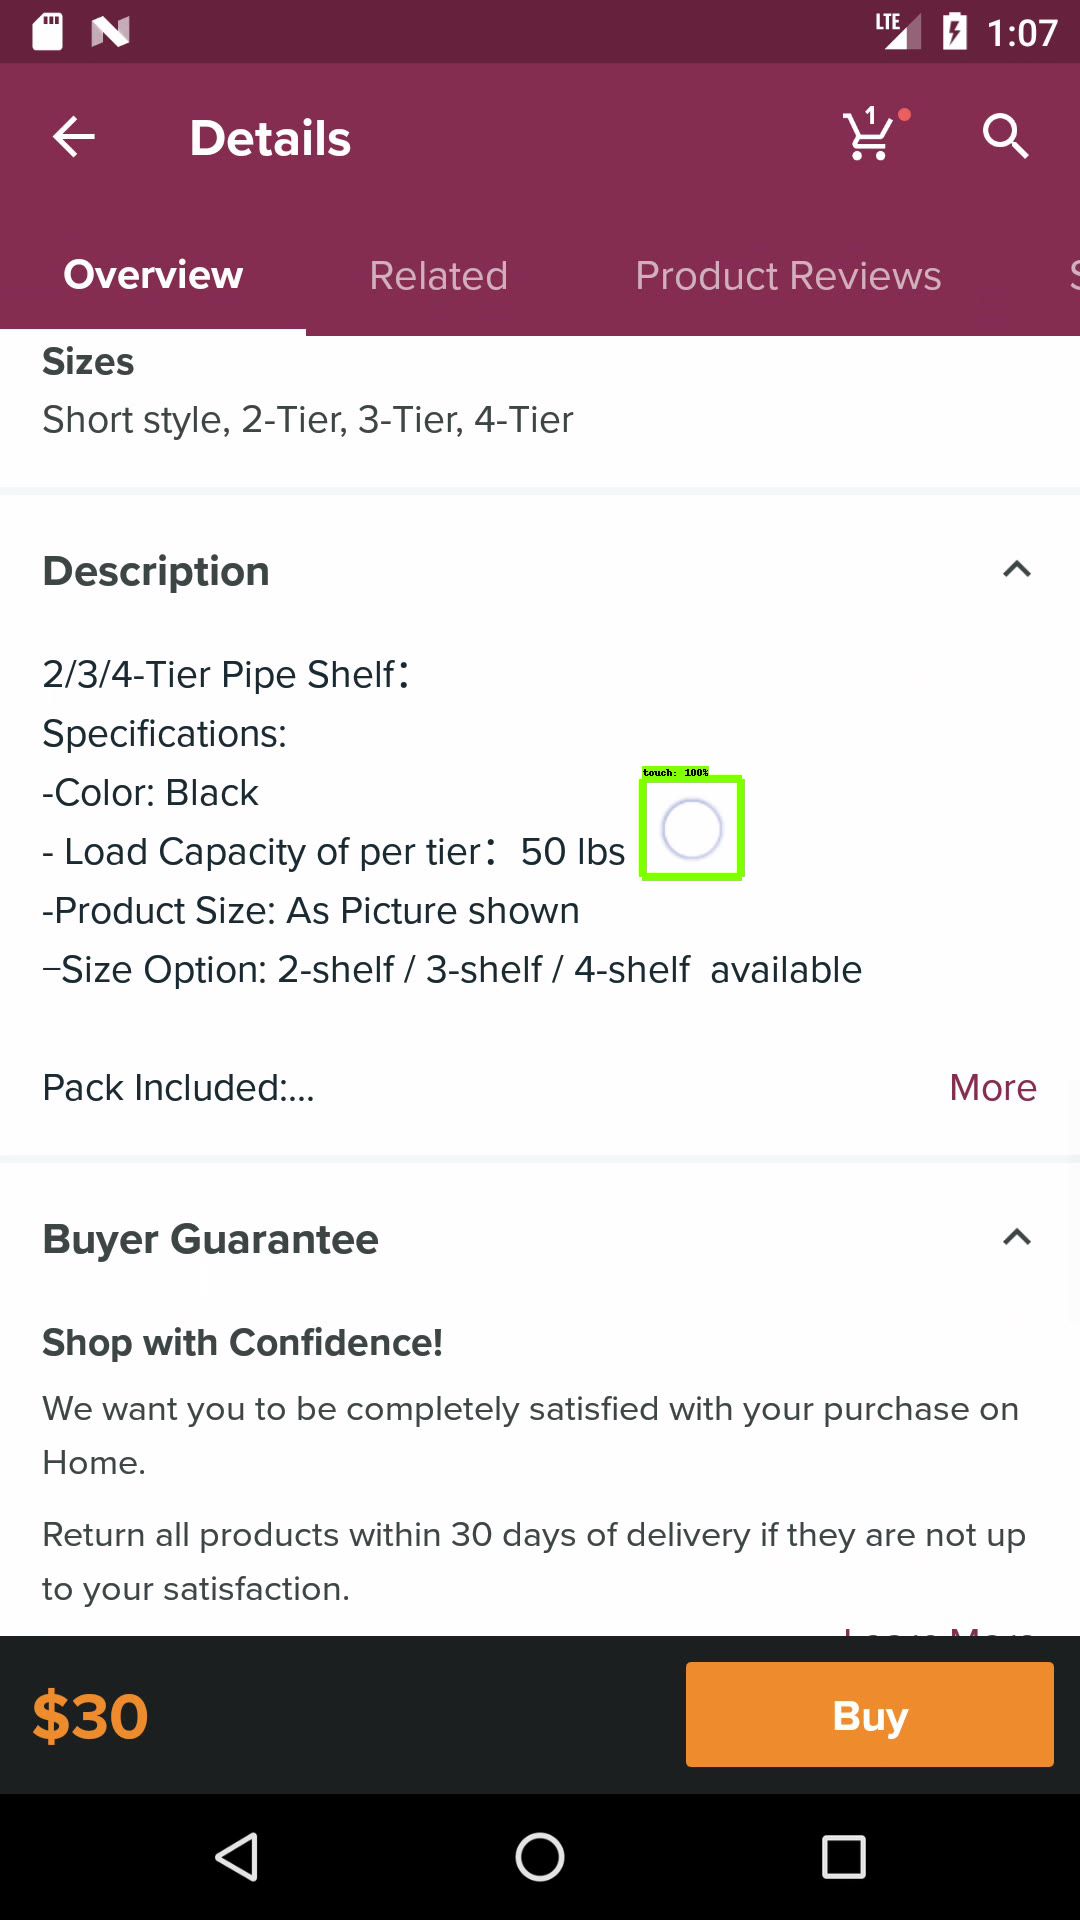 LTE 1:07
Details 1
Overview Related Product Reviews
Sizes
Short style, 2-Tier, 3-Tier, 4-Tier
Description
2/3/4-Tier Pipe Shelf：
Specifications:
-Color: Black
touch: 100%
- Load Capacity of per tier：50 lbs
-Product Size: As Picture shown
–Size Option: 2-shelf / 3-shelf / 4-shelf  available
Pack Included:...
More
Buyer Guarantee
Shop with Confidence!
We want you to be completely satisfied with your purchase on
Home.
Return all products within 30 days of delivery if they are not up
to your satisfaction.
$30
Buy